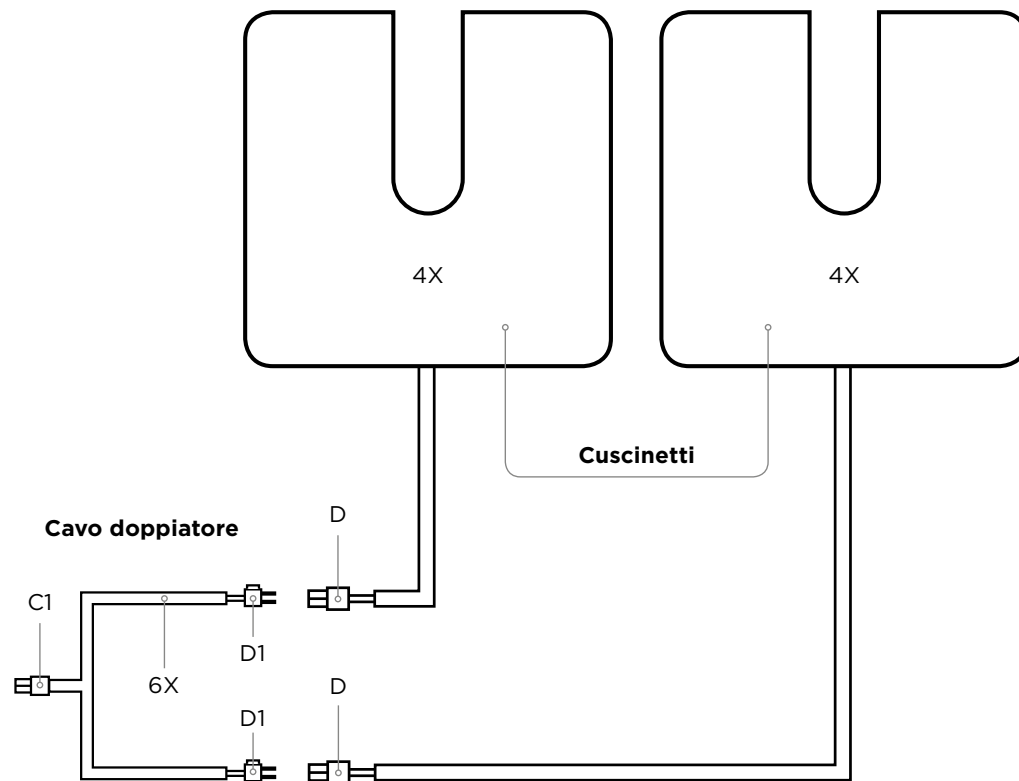 4X
4X
Cuscinetti
Cavo doppiatore
D
C1
D1
6X
D1
D